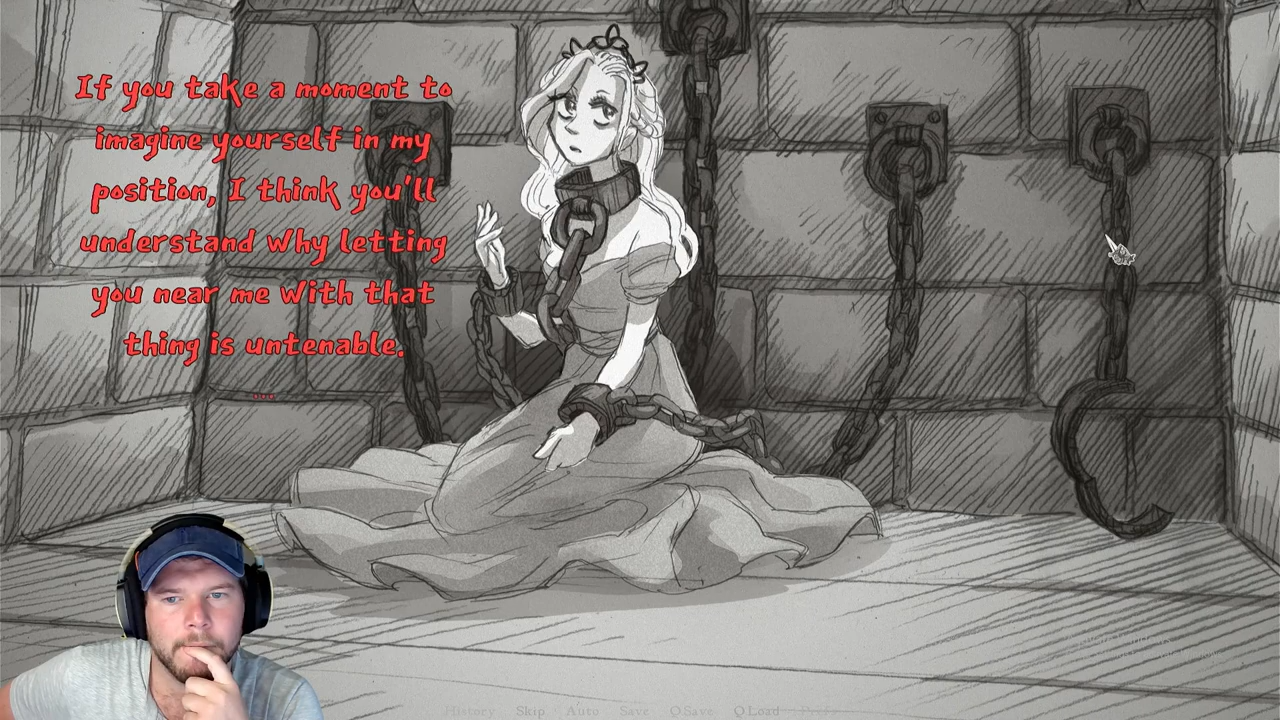 If you take a moment to
imagine yourself in my
position, I think you'll
understand why letting
you near me with that
thing is untenable.
History Skip Auto Save Q.Save Q.Load Prefs